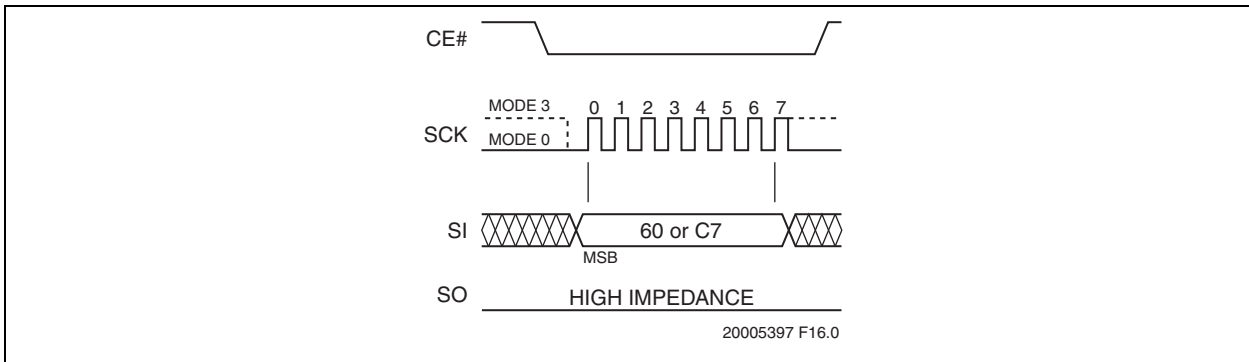 CE#
MODE 3
0 1 2 3 4 5 6 7
SCK
MODE 0
SI
60 or C7
MSB
SO
HIGH IMPEDANCE
20005397 F16.0